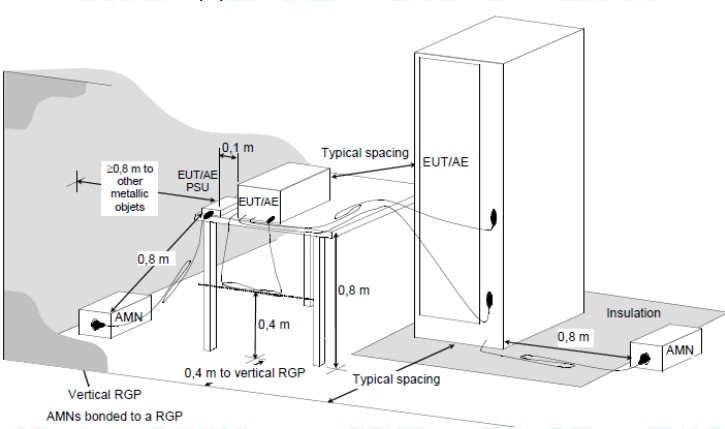 0,1 m
Typical spacing
≥0,8 m to
other
metallic
objets
EUT/AE
PSU
EUT/AE
EUT/AE
0,8 m
0,8 m
AMN
0,4 m
Insulation
0,8 m
AMN
0,4 m to vertical RGP
Typical spacing
Vertical RGP
AMNs bonded to a RGP